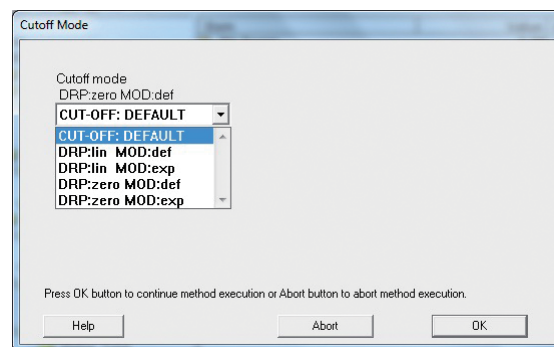 Cutoff Mode
Cutoff mode
DRP:zero MOD:def
CUT-OFF: DEFAULT
CUT-OFF: DEFAULT
DRP:lin MOD:def
DRP:lin MOD:exp
DRP:zero MOD:def
DRP:zero MOD:exp
Press OK button to continue method execution or Abort button to abort method execution.
Help Abort OK